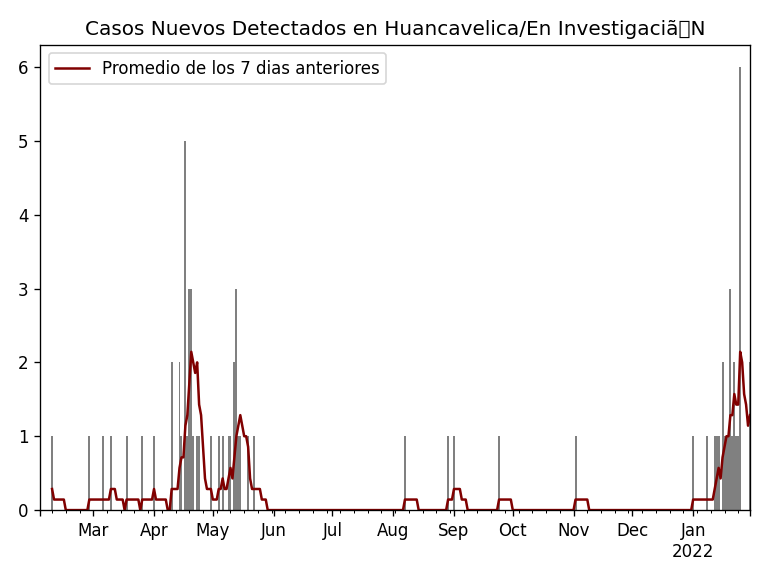 Casos Nuevos Detectados en Huancavelica/En Investigaciã▯N
Promedio de los 7 dias anteriores
6
5
4
3
2
1
0
Mar Apr May Jun Jul Aug Sep Oct Nov Dec Jan
2022